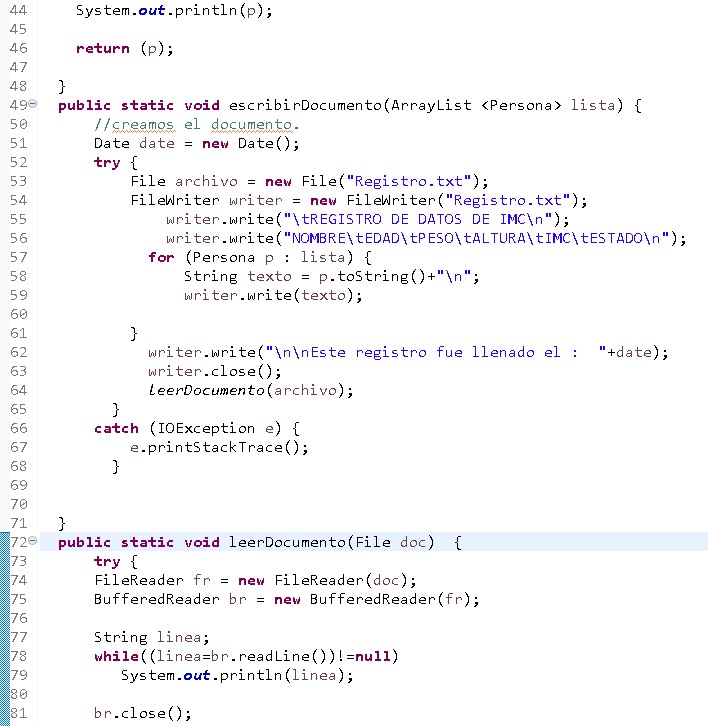 44 System.out.println(p);
45
46 return (p);
47
48 }
49 public static void escribirDocumento(ArrayList <Persona> lista) {
50 //creamos el documento.
51 Date date = new Date();
52 try {
53 File archivo = new File("Registro.txt");
54 FileWriter writer = new FileWriter("Registro.txt");
55 writer.write("\tREGISTRO DE DATOS DE IMC\n");
56 writer.write("NOMBRE\tEDAD\tPESO\tALTURA\tIMC\tESTADO\n");
57 for (Persona p : lista) {
58 String texto = p.toString()+"\n";
59 writer.write(texto);
60
61 }
62 writer.write("\n\nEste registro fue llenado el :  "+date);
63 writer.close();
64 leerDocumento(archivo);
65 }
66 catch (IOException e) {
67 e.printStackTrace();
68 }
69
70
71 }
72 public static void leerDocumento(File doc)  {
73 try {
74 FileReader fr = new FileReader(doc);
75 BufferedReader br = new BufferedReader(fr);
76
77 String linea;
78 while((linea=br.readLine())!=null)
79 System.out.println(linea);
80
81 br.close();